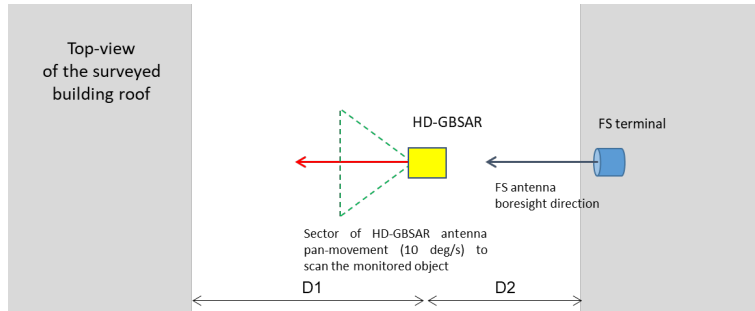 Top-view
of the surveyed
building roof
HD-GBSAR
FS terminal
FS antenna
boresight direction
Sector of HD-GBSAR antenna
pan-movement (10 deg/s) to
scan the monitored object
D1
D2